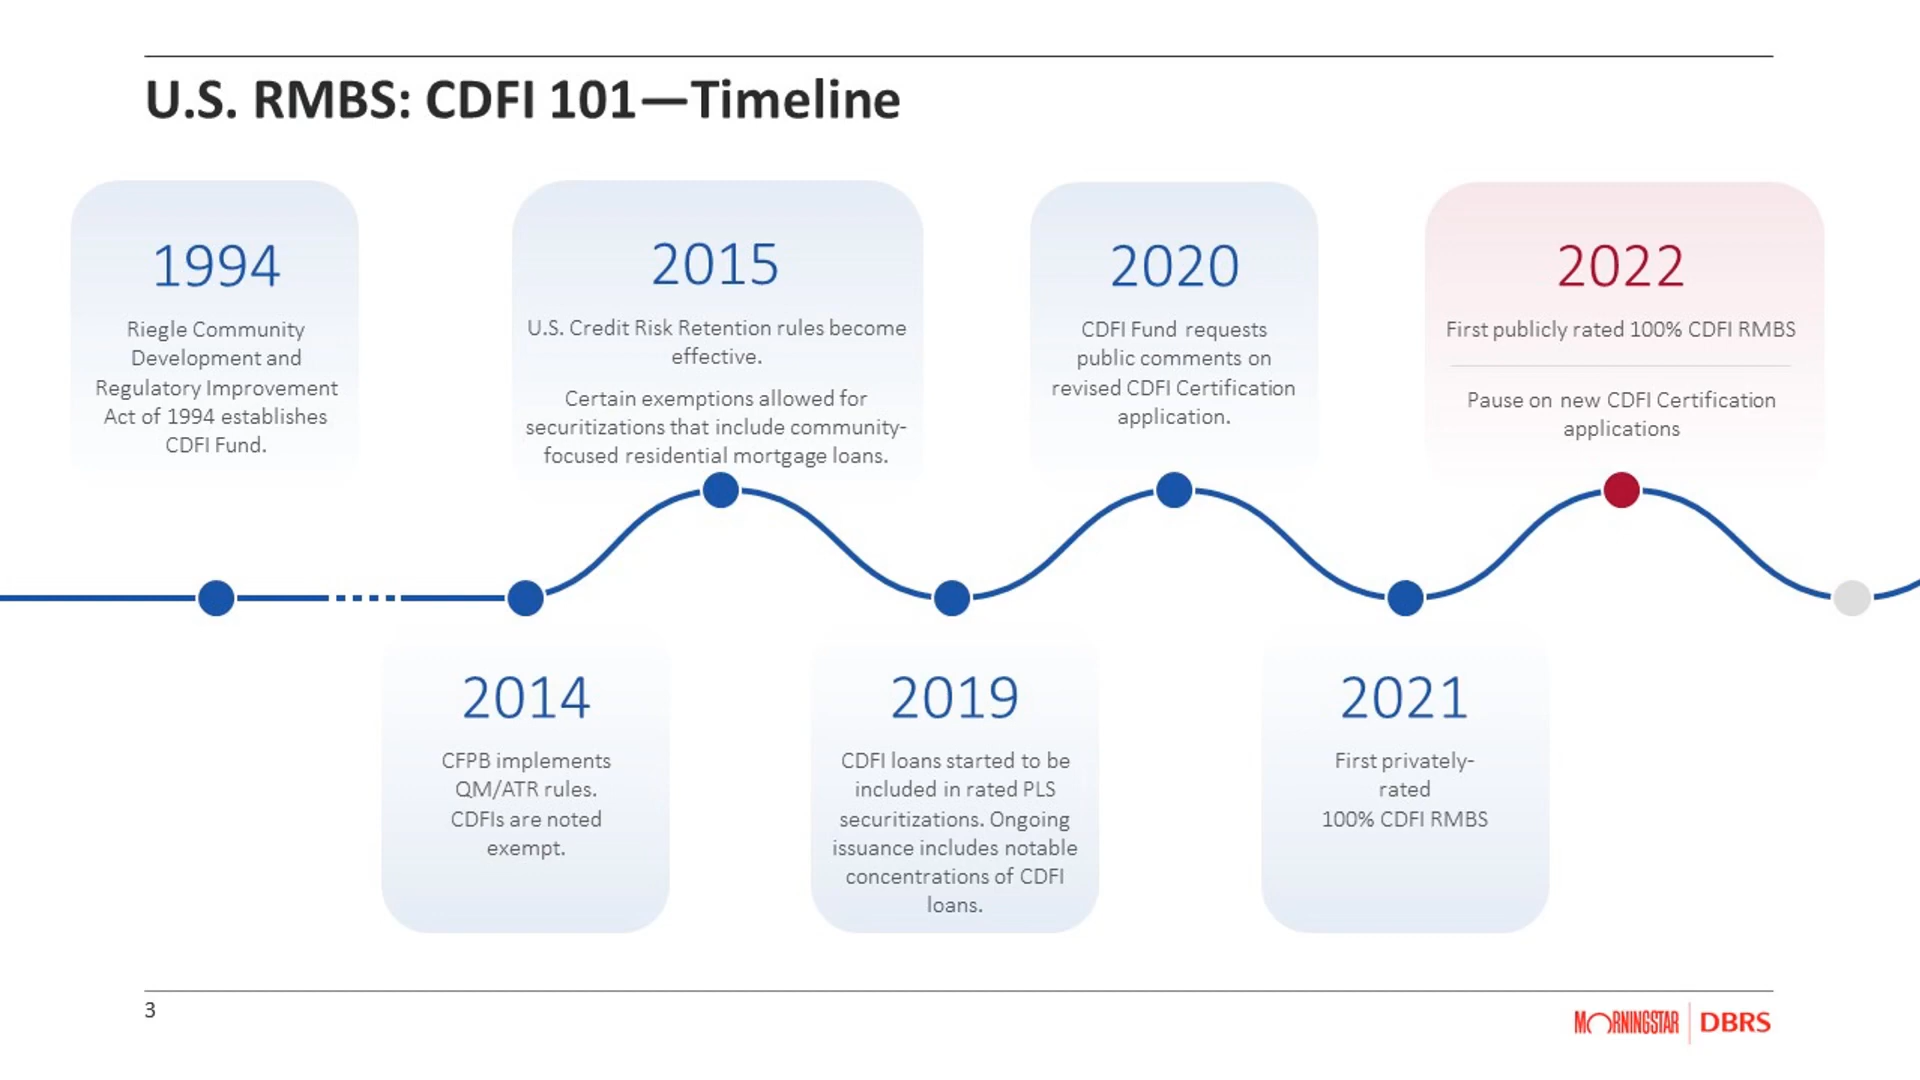 U.S. RMBS: CDFI 101—Timeline
1994
Riegle Community
Development and
Regulatory Improvement
Act of 1994 establishes
CDFI Fund.
2015
U.S. Credit Risk Retention rules become
effective.
Certain exemptions allowed for
securitizations that include community-
focused residential mortgage loans.
2020
CDFI Fund requests
public comments on
revised CDFI Certification
application.
2022
First publicly rated 100% CDFI RMBS
Pause on new CDFI Certification
applications
2014
CFPB implements
QM/ATR rules.
CDFIs are noted
exempt.
2019
CDFI loans started to be
included in rated PLS
securitizations. Ongoing
issuance includes notable
concentrations of CDFI
loans.
2021
First privately-
rated
100% CDFI RMBS
3
MORNINGSTAR | DBRS